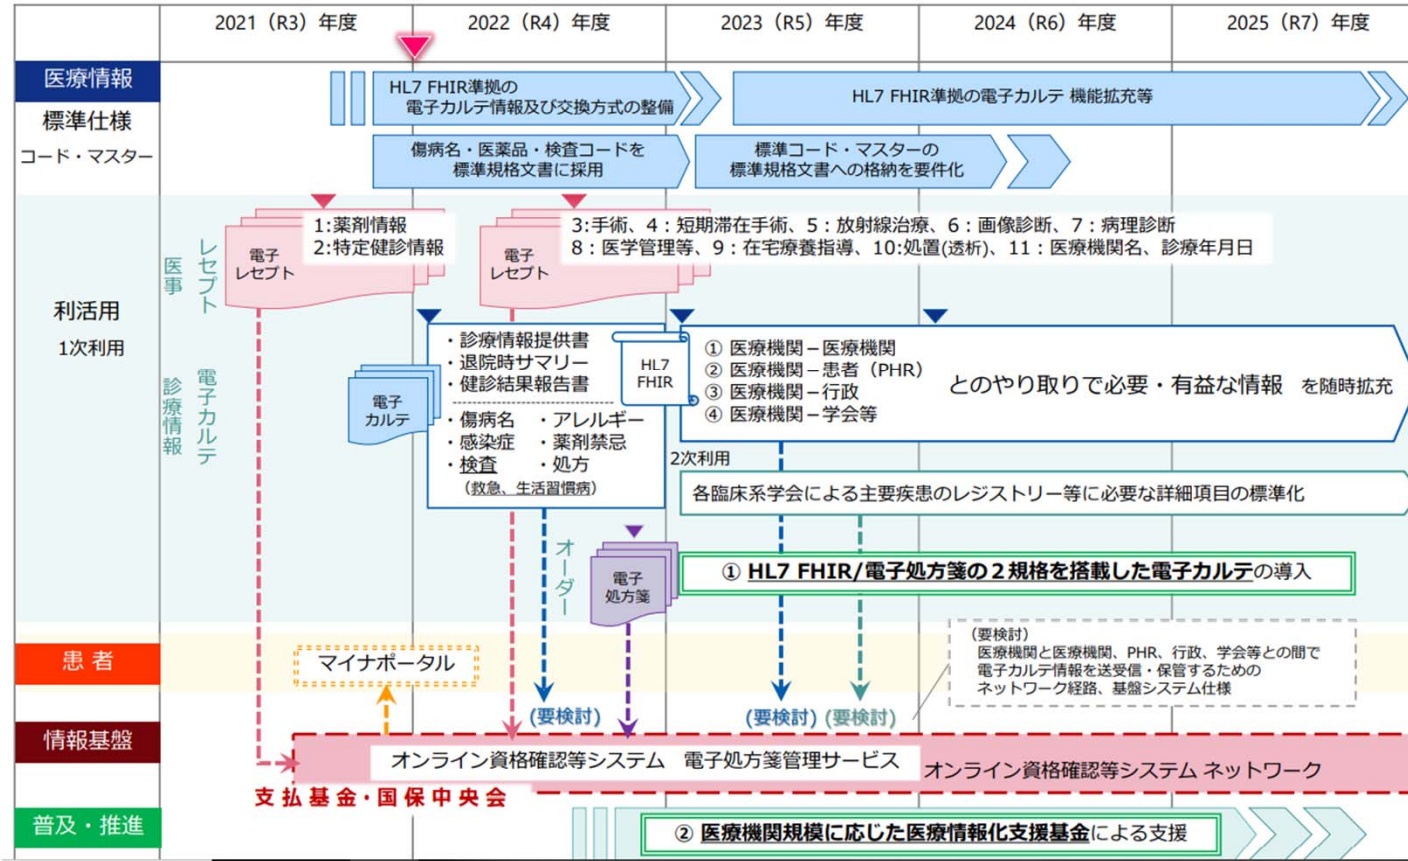 2021（R3）年度
2022（R4）年度
2023（R5）年度
2024（R6）年度
2025（R7）年度
医療情報
標準仕様
コード・マスター
HL7 FHIR準拠の
電子カルテ情報及び交換方式の整備
HL7 FHIR準拠の電子カルテ 機能拡充等
傷病名・医薬品・検査コードを
標準規格文書に採用
標準コード・マスターの
標準規格文書への格納を要件化
利活用
1次利用
医事
レセプト
電子
レセプト
1:薬剤情報
2:特定健診情報
電子
レセプト
3:手術、4：短期滞在手術、5：放射線治療、6：画像診断、7：病理診断
8：医学管理等、9：在宅療養指導、10:処置(透析)、11：医療機関名、診療年月日
診療情報
電子カルテ
電子
カルテ
・診療情報提供書
・退院時サマリー
・健診結果報告書
・傷病名　・アレルギー
・感染症　・薬剤禁忌
・検査　・処方
（救急、生活習慣病）
HL7
FHIR
① 医療機関－医療機関
② 医療機関－患者（PHR）
③ 医療機関－行政
④ 医療機関－学会等
とのやり取りで必要・有益な情報 を随時拡充
2次利用
各臨床系学会による主要疾患のレジストリー等に必要な詳細項目の標準化
オーダー
電子
処方箋
① HL7 FHIR/電子処方箋の２規格を搭載した電子カルテの導入
患 者
マイナポータル
(要検討)
(要検討)
(要検討)
（要検討）
医療機関と医療機関、PHR、行政、学会等との間で
電子カルテ情報を送受信・保管するための
ネットワーク経路、基盤システム仕様
情報基盤
オンライン資格確認等システム　電子処方箋管理サービス
オンライン資格確認等システム ネットワーク
支払基金・国保中央会
普及・推進
② 医療機関規模に応じた医療情報化支援基金による支援